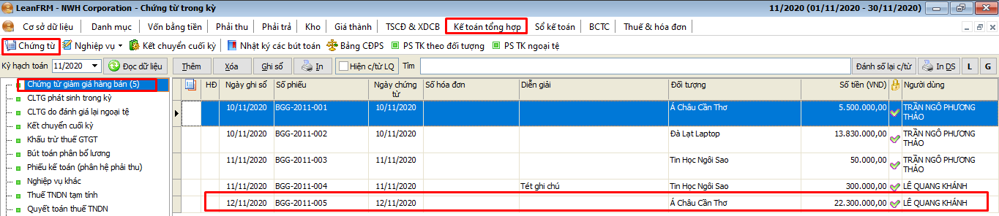 LeanFRM - NWH Corporation - Chứng từ trong kỳ 11/2020 (01/11/2020 - 30/11/2020)
Cơ sở dữ liệu Danh mục Vốn bằng tiền Phải thu Phải trả Kho Giá thành TSCĐ & XDCB Kế toán tổng hợp Sổ kế toán BCTC Thuế & hóa đơn
Chứng từ Nghiệp vụ Kết chuyển cuối kỳ Nhật ký các bút toán Bảng CĐPS PS TK theo đối tượng PS TK ngoại tệ
Kỳ hạch toán 11/2020 Đọc dữ liệu Thêm Xóa Ghi sổ In Hiện c/từ LQ Tìm Đánh số lại c/từ In DS L G
Chứng từ giảm giá hàng bán (5)
CLTG phát sinh trong kỳ
CLTG do đánh giá lại ngoại tệ
Kết chuyển cuối kỳ
Khấu trừ thuế GTGT
Bút toán phân bổ lương
Phiếu kế toán (phân hệ phải thu)
Nghiệp vụ khác
Thuế TNDN tạm tính
Quyết toán thuế TNDN
HĐ Ngày ghi sổ Số phiếu Ngày chứng từ Số hóa đơn Diễn giải Đối tượng Số tiền (VND) Người dùng
10/11/2020 BGG-2011-001 10/11/2020 Á Châu Cần Thơ 5.500.000,00 TRẦN NGÔ PHƯƠNG
THẢO
10/11/2020 BGG-2011-002 10/11/2020 Đà Lạt Laptop 13.830.000,00 TRẦN NGÔ PHƯƠNG
THẢO
11/11/2020 BGG-2011-003 11/11/2020 Tin Học Ngôi Sao 50.000,00 TRẦN NGÔ PHƯƠNG
THẢO
11/11/2020 BGG-2011-004 11/11/2020 Tét ghi chú Tin Học Ngôi Sao 300.000,00 LÊ QUANG KHÁNH
12/11/2020 BGG-2011-005 12/11/2020 Á Châu Cần Thơ 22.300.000,00 LÊ QUANG KHÁNH